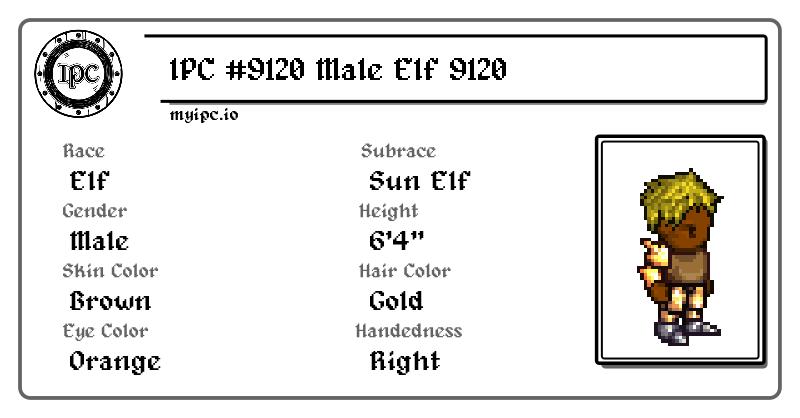 IPC
IPC #9120 Male Elf 9120
myipc.io
Race
Elf
Subrace
Sun Elf
Gender
Male
Height
6'4"
Skin Color
Brown
Hair Color
Gold
Eye Color
Orange
Handedness
Right